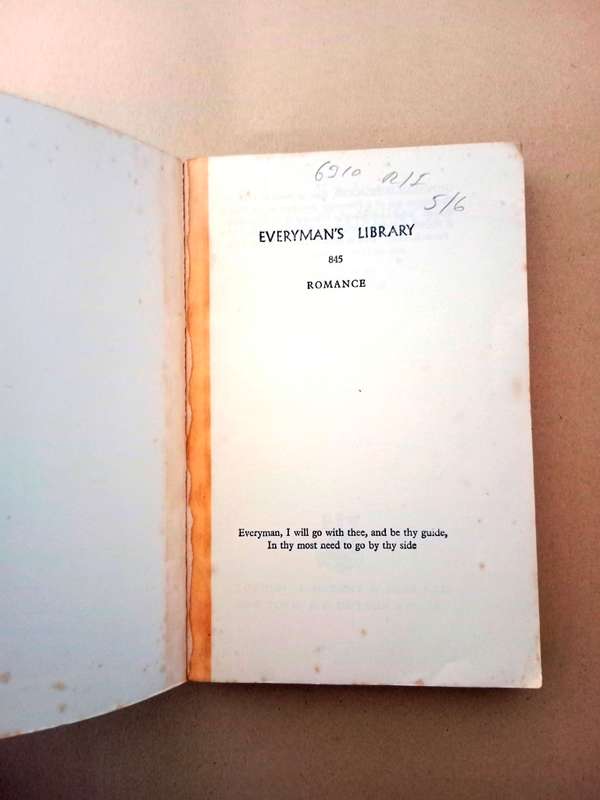 6210 R/I
5/6
EVERYMAN'S LIBRARY
845
ROMANCE
Everyman, I will go with thee, and be thy guide,
In thy most need to go by thy side